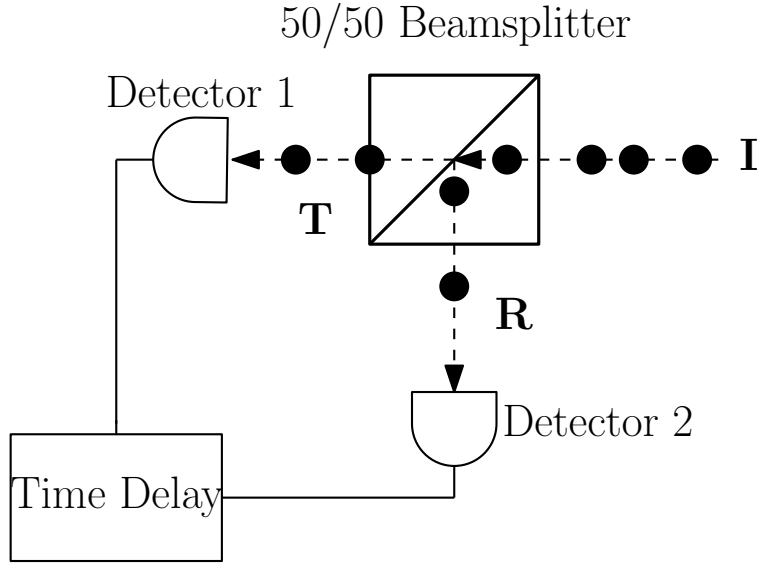 50/50 Beamsplitter
Detector 1
I
T
R
Detector 2
Time Delay